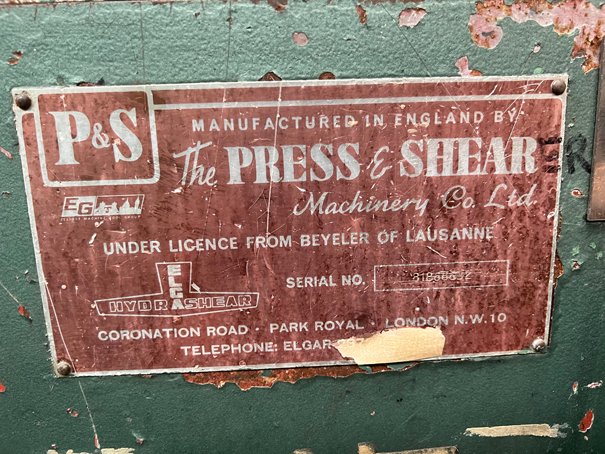 P&S
MANUFACTURED IN ENGLAND BY
The PRESS & SHEAR
Machinery Co. Ltd
EG
UNDER LICENCE FROM BEYELER OF LAUSANNE
ELGA
HYDRASHEAR
SERIAL NO.
CORONATION ROAD · PARK ROYAL · LONDON N.W.10
TELEPHONE: ELGAR